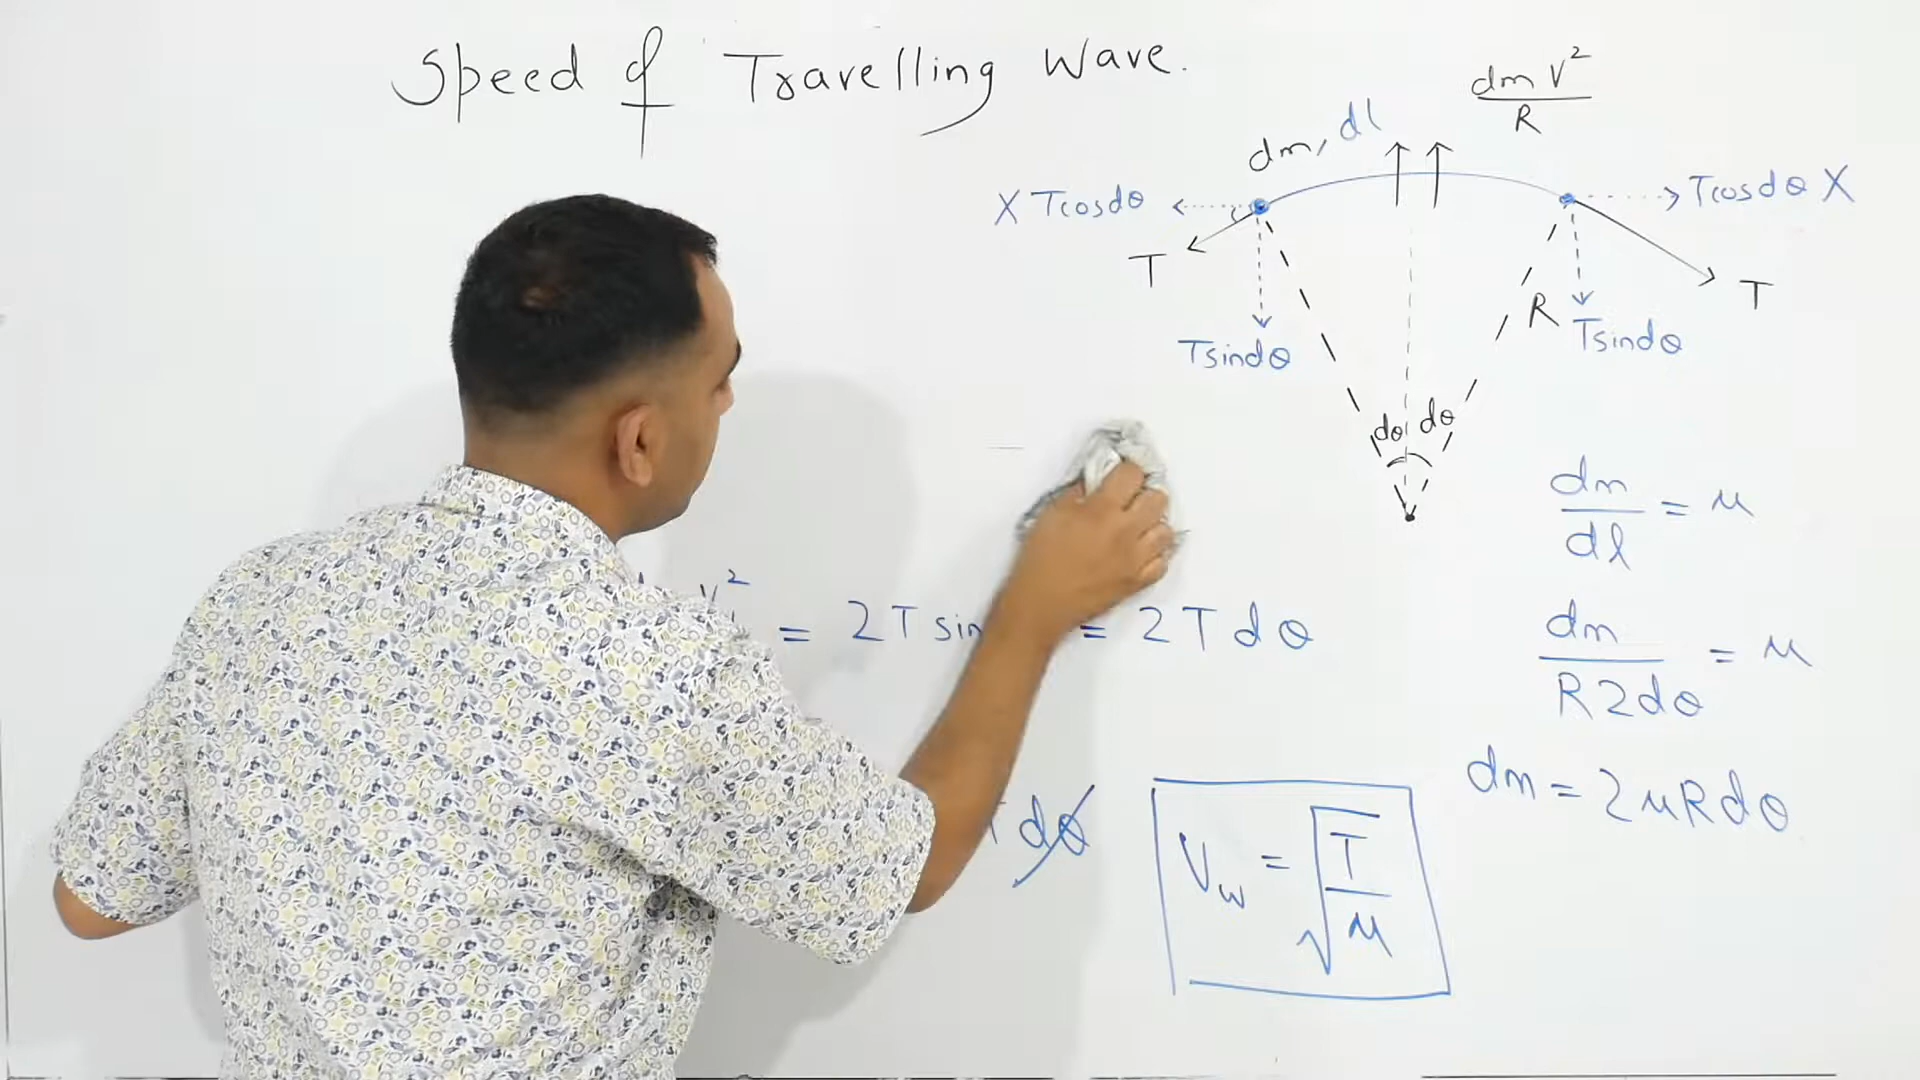 Speed of Travelling Wave.
dm V²
R
dm, dl
X Tcosdθ
Tcosdθ X
T
T
Tsindθ
R
Tsindθ
dθ dθ
dm
dl
= μ
V²
= 2T sin = 2T dθ
dm
R2dθ
= μ
dm = 2μRdθ
dθ
Vw = √T/μ